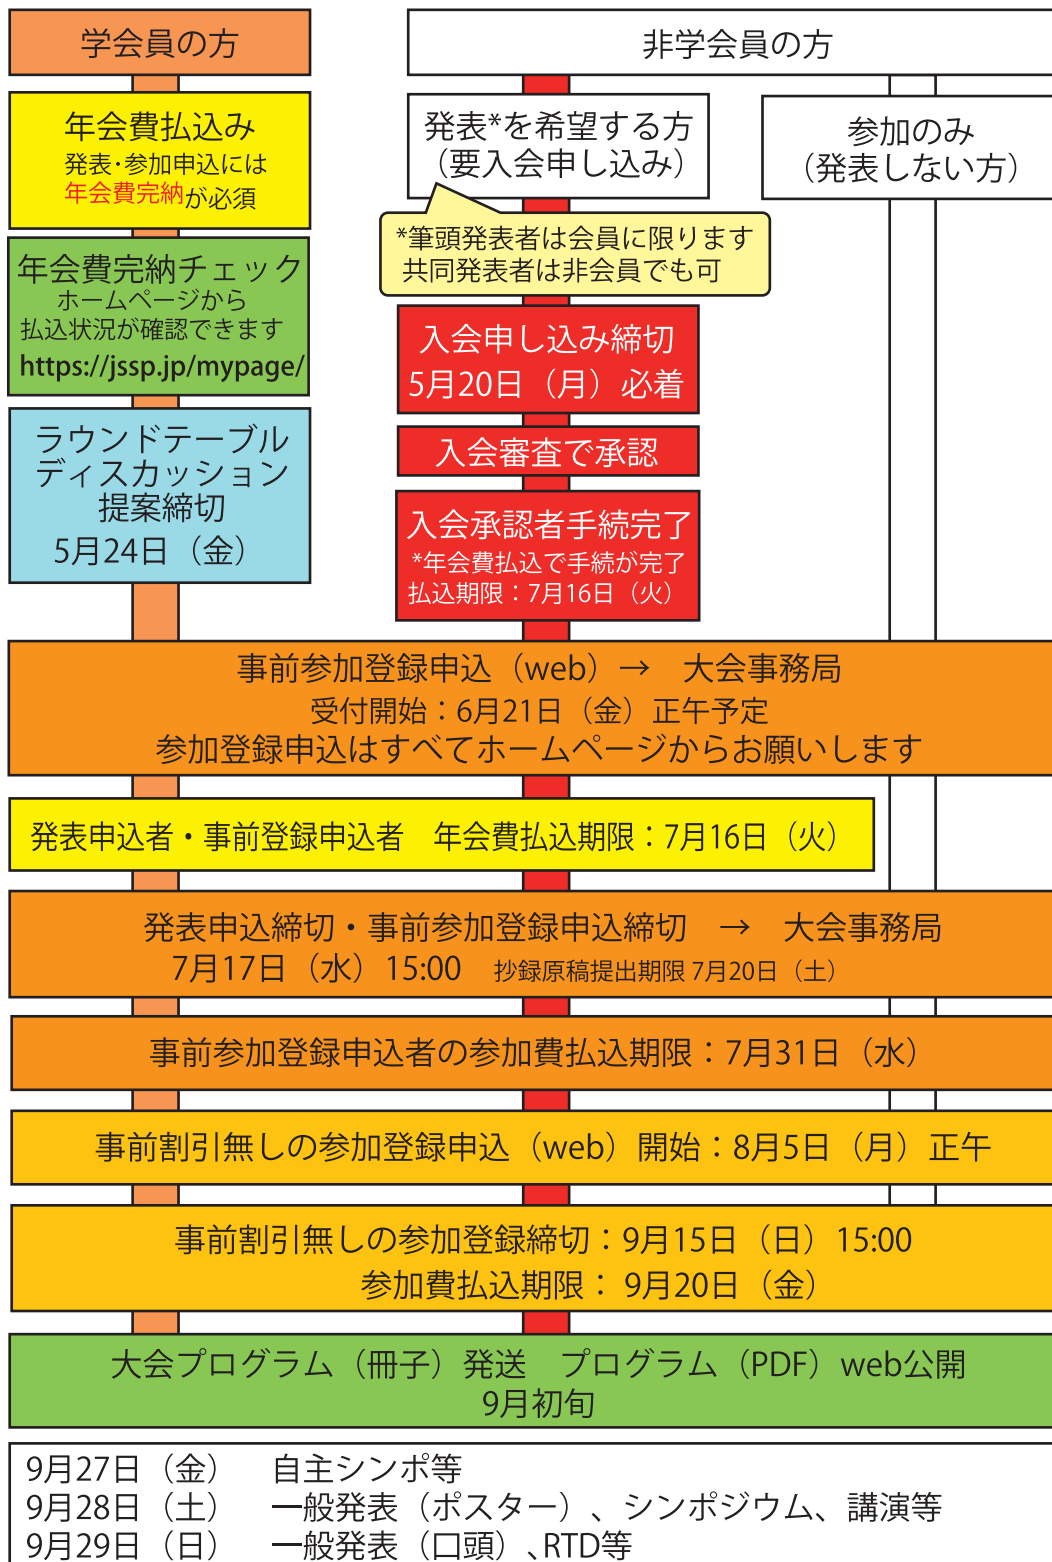 学会員の方
年会費払込み
発表・参加申込には
年会費完納が必須
年会費完納チェック
ホームページから
払込状況が確認できます
https://jssp.jp/mypage/
ラウンドテーブル
ディスカッション
提案締切
5月24日（金）
非学会員の方
発表*を希望する方
（要入会申し込み）
*筆頭発表者は会員に限ります
共同発表者は非会員でも可
入会申し込み締切
5月20日（月）必着
入会審査で承認
入会承認者手続完了
*年会費払込で手続が完了
払込期限：7月16日（火）
参加のみ
（発表しない方）
事前参加登録申込（web）→　大会事務局
受付開始：6月21日（金）正午予定
参加登録申込はすべてホームページからお願いします
発表申込者・事前登録申込者　年会費払込期限：7月16日（火）
発表申込締切・事前参加登録申込締切　→　大会事務局
7月17日（水）15:00　抄録原稿提出期限 7月20日（土）
事前参加登録申込者の参加費払込期限：7月31日（水）
事前割引無しの参加登録申込（web）開始：8月5日（月）正午
事前割引無しの参加登録締切：9月15日（日）15:00
参加費払込期限： 9月20日（金）
大会プログラム（冊子）発送　プログラム（PDF）web公開
9月初旬
9月27日（金）　自主シンポ等
9月28日（土）　一般発表（ポスター）、シンポジウム、講演等
9月29日（日）　一般発表（口頭）、RTD等